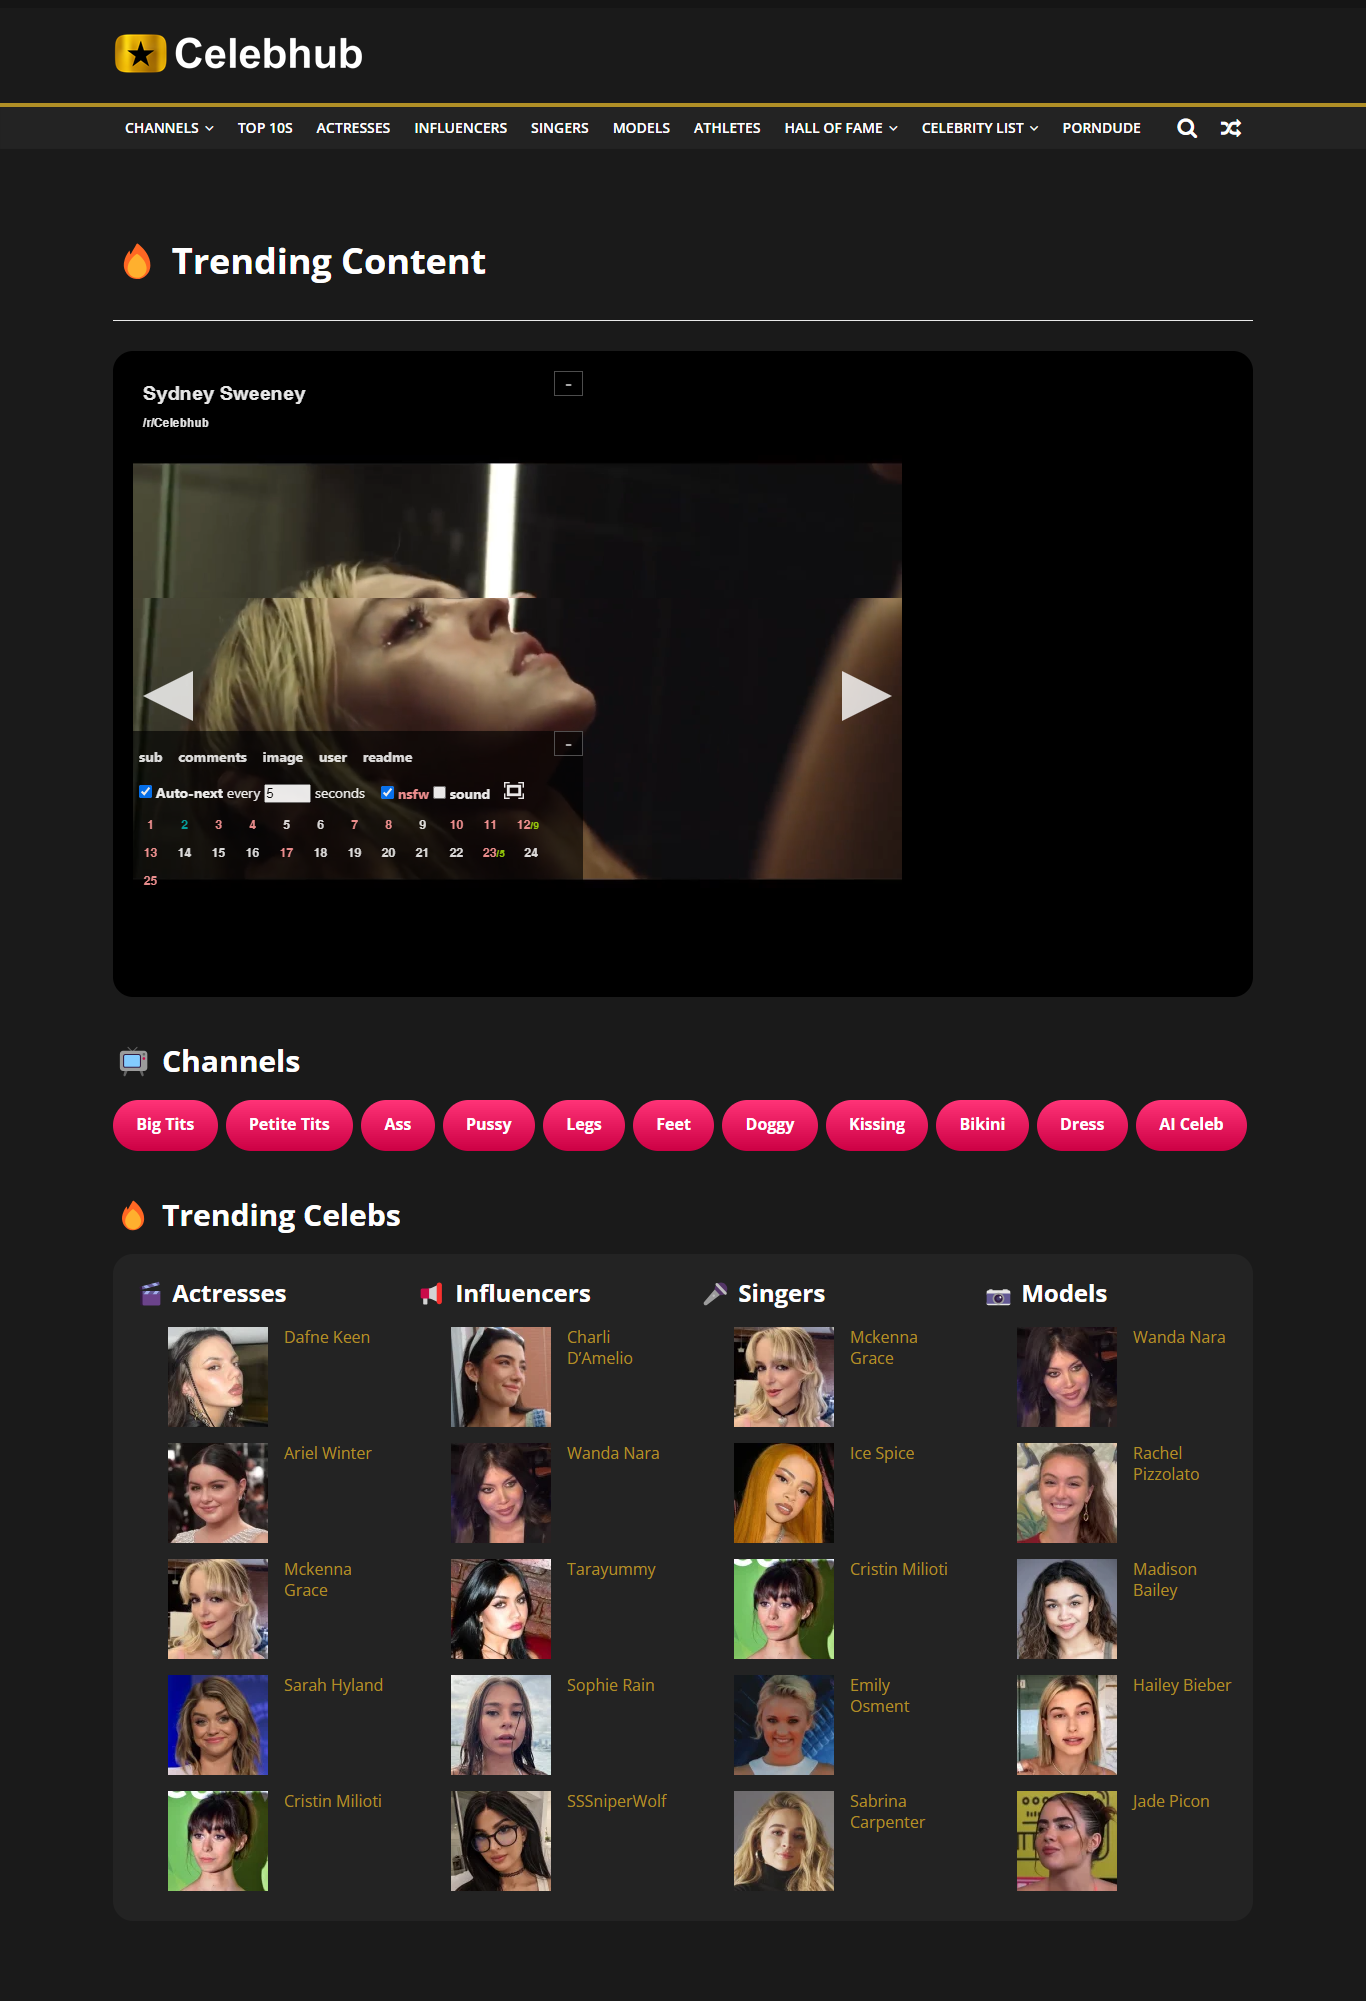 Celebhub
CHANNELS TOP 10S ACTRESSES INFLUENCERS SINGERS MODELS ATHLETES HALL OF FAME CELEBRITY LIST PORNDUDE
Trending Content
Sydney Sweeney
-
/r/Celebhub
-
sub comments image user readme
Auto-next every 5 seconds nsfw sound
1 2 3 4 5 6 7 8 9 10 11 12/9
13 14 15 16 17 18 19 20 21 22 23/5 24
25
Channels
Big Tits Petite Tits Ass Pussy Legs Feet Doggy Kissing Bikini Dress AI Celeb
Trending Celebs
Actresses
Dafne Keen
Ariel Winter
Mckenna
Grace
Sarah Hyland
Cristin Milioti
Influencers
Charli
D’Amelio
Wanda Nara
Tarayummy
Sophie Rain
SSSniperWolf
Singers
Mckenna
Grace
Ice Spice
Cristin Milioti
Emily
Osment
Sabrina
Carpenter
Models
Wanda Nara
Rachel
Pizzolato
Madison
Bailey
Hailey Bieber
Jade Picon